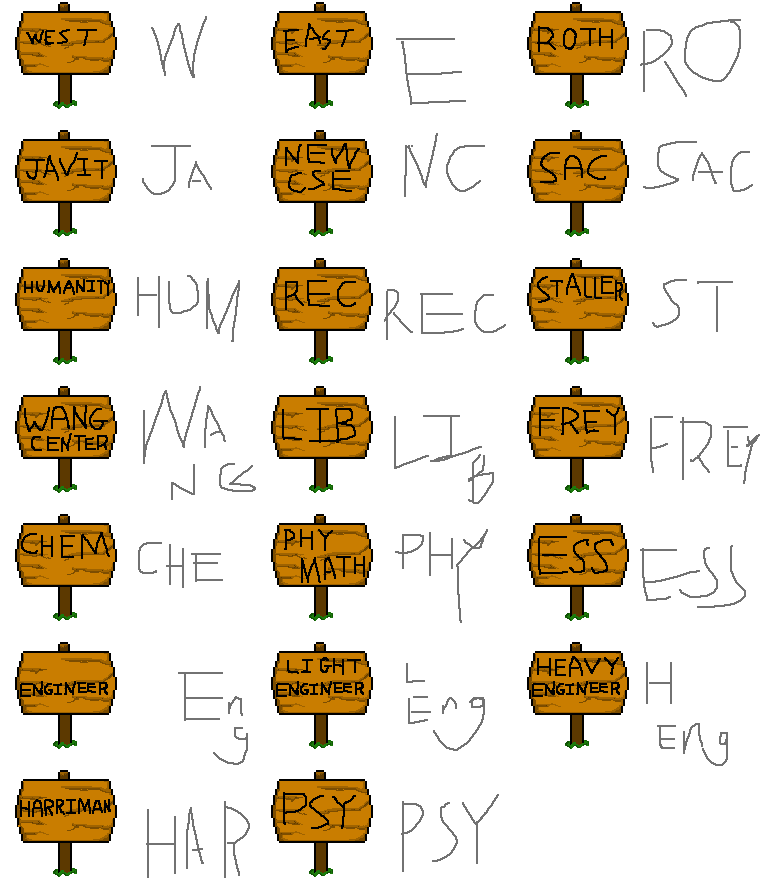 WEST W EAST E ROTH RO
JAVIT JA NEW CSE NC SAC SAC
HUMANITY HUM REC REC STALLER ST
WANG CENTER WA NG LIB LIB FREY FREY
CHEM CHE PHY MATH PHY ESS ESS
ENGINEER Eng LIGHT ENGINEER L Eng HEAVY ENGINEER H Eng
HARRIMAN HAR PSY PSY